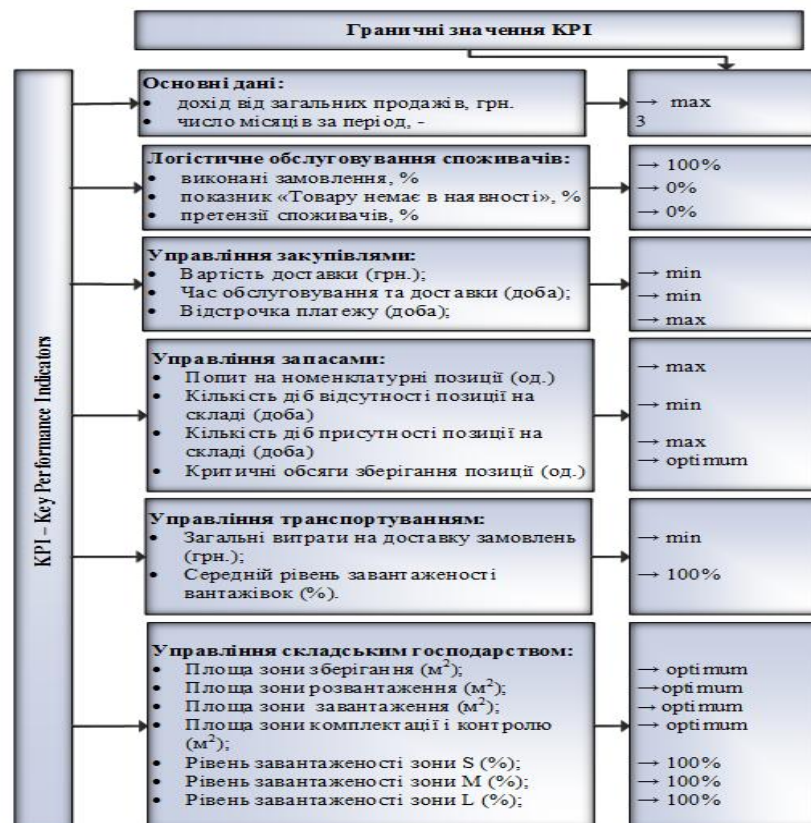 Граничні значення KPI
KPI – Key Performance Indicators
Основні дані:
• дохід від загальних продажів, грн.
• число місяців за період, -
→ max
3
Логістичне обслуговування споживачів:
• виконані замовлення, %
• показник «Товару немає в наявності», %
• претензії споживачів, %
→ 100%
→ 0%
→ 0%
Управління закупівлями:
• Вартість доставки (грн.);
• Час обслуговування та доставки (доба);
• Відстрочка платежу (доба);
→ min
→ min
→ max
Управління запасами:
• Попит на номенклатурні позиції (од.)
• Кількість діб відсутності позиції на
складі (доба)
• Кількість діб присутності позиції на
складі (доба)
• Критичні обсяги зберігання позиції (од.)
→ max
→ min
→ max
→ optimum
Управління транспортуванням:
• Загальні витрати на доставку замовлень
(грн.);
• Середній рівень завантаженості
вантажівок (%).
→ min
→ 100%
Управління складським господарством:
• Площа зони зберігання (м²);
• Площа зони розвантаження (м²);
• Площа зони завантаження (м²);
• Площа зони комплектації і контролю
(м²);
• Рівень завантаженості зони S (%);
• Рівень завантаженості зони M (%);
• Рівень завантаженості зони L (%);
→ optimum
→optimum
→ optimum
→ optimum
→ 100%
→ 100%
→ 100%